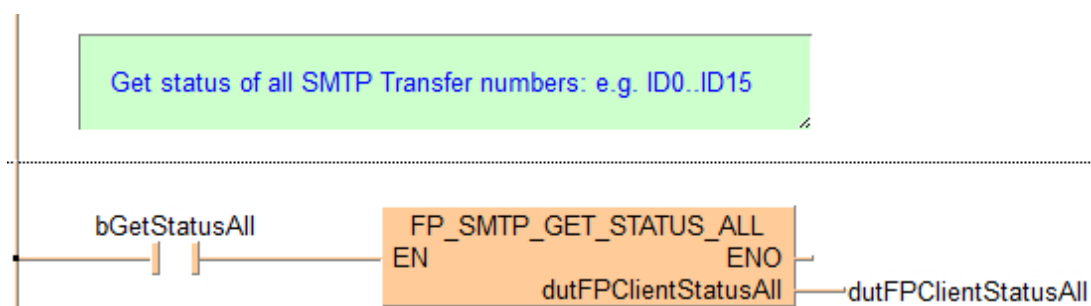 Get status of all SMTP Transfer numbers: e.g. ID0..ID15
bGetStatusAll
FP_SMTP_GET_STATUS_ALL
EN ENO
dutFPClientStatusAll dutFPClientStatusAll